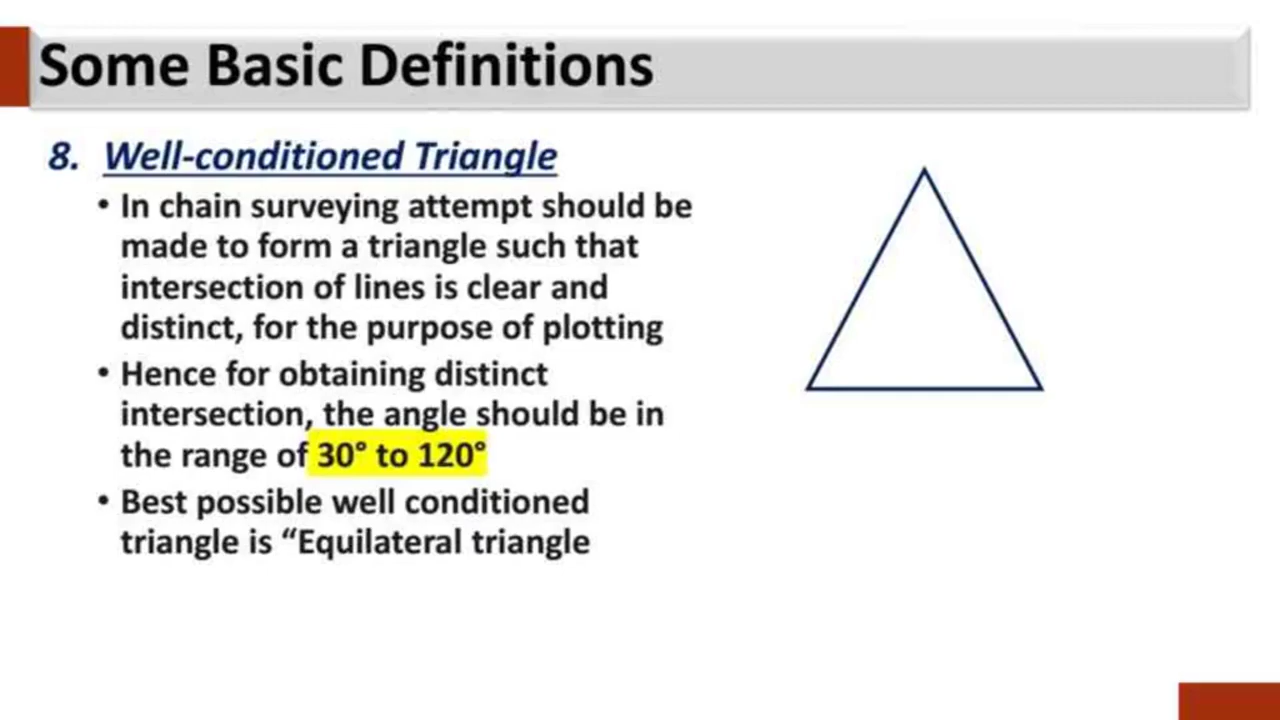 Some Basic Definitions
8. Well-conditioned Triangle
• In chain surveying attempt should be
made to form a triangle such that
intersection of lines is clear and
distinct, for the purpose of plotting
• Hence for obtaining distinct
intersection, the angle should be in
the range of 30° to 120°
• Best possible well conditioned
triangle is “Equilateral triangle